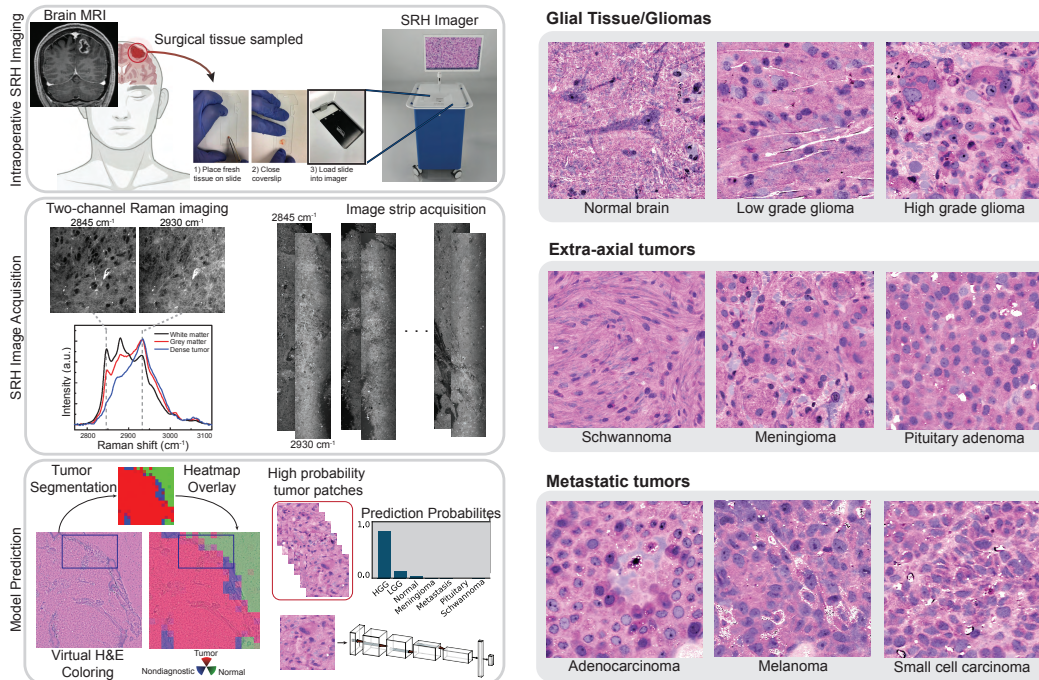 Intraoperative SRH Imaging
Brain MRI
Surgical tissue sampled
SRH Imager
1) Place fresh
tissue on slide
2) Close
coverslip
3) Load slide
into imager
SRH Image Acquisition
Two-channel Raman imaging
2845 cm⁻¹
2930 cm⁻¹
Image strip acquisition
2845 cm⁻¹
. . .
2930 cm⁻¹
White matter
Grey matter
Dense tumor
Intensity (a.u.)
2800
2900
3000
3100
Raman shift (cm⁻¹)
Model Prediction
Tumor
Segmentation
Heatmap
Overlay
High probability
tumor patches
Prediction Probabilites
1.0
0.5
0.0
HGG
LGG
Normal
Meningioma
Metastasis
Pituitary
Schwannoma
Virtual H&E
Coloring
Tumor
Nondiagnostic
Normal
Glial Tissue/Gliomas
Normal brain
Low grade glioma
High grade glioma
Extra-axial tumors
Schwannoma
Meningioma
Pituitary adenoma
Metastatic tumors
Adenocarcinoma
Melanoma
Small cell carcinoma